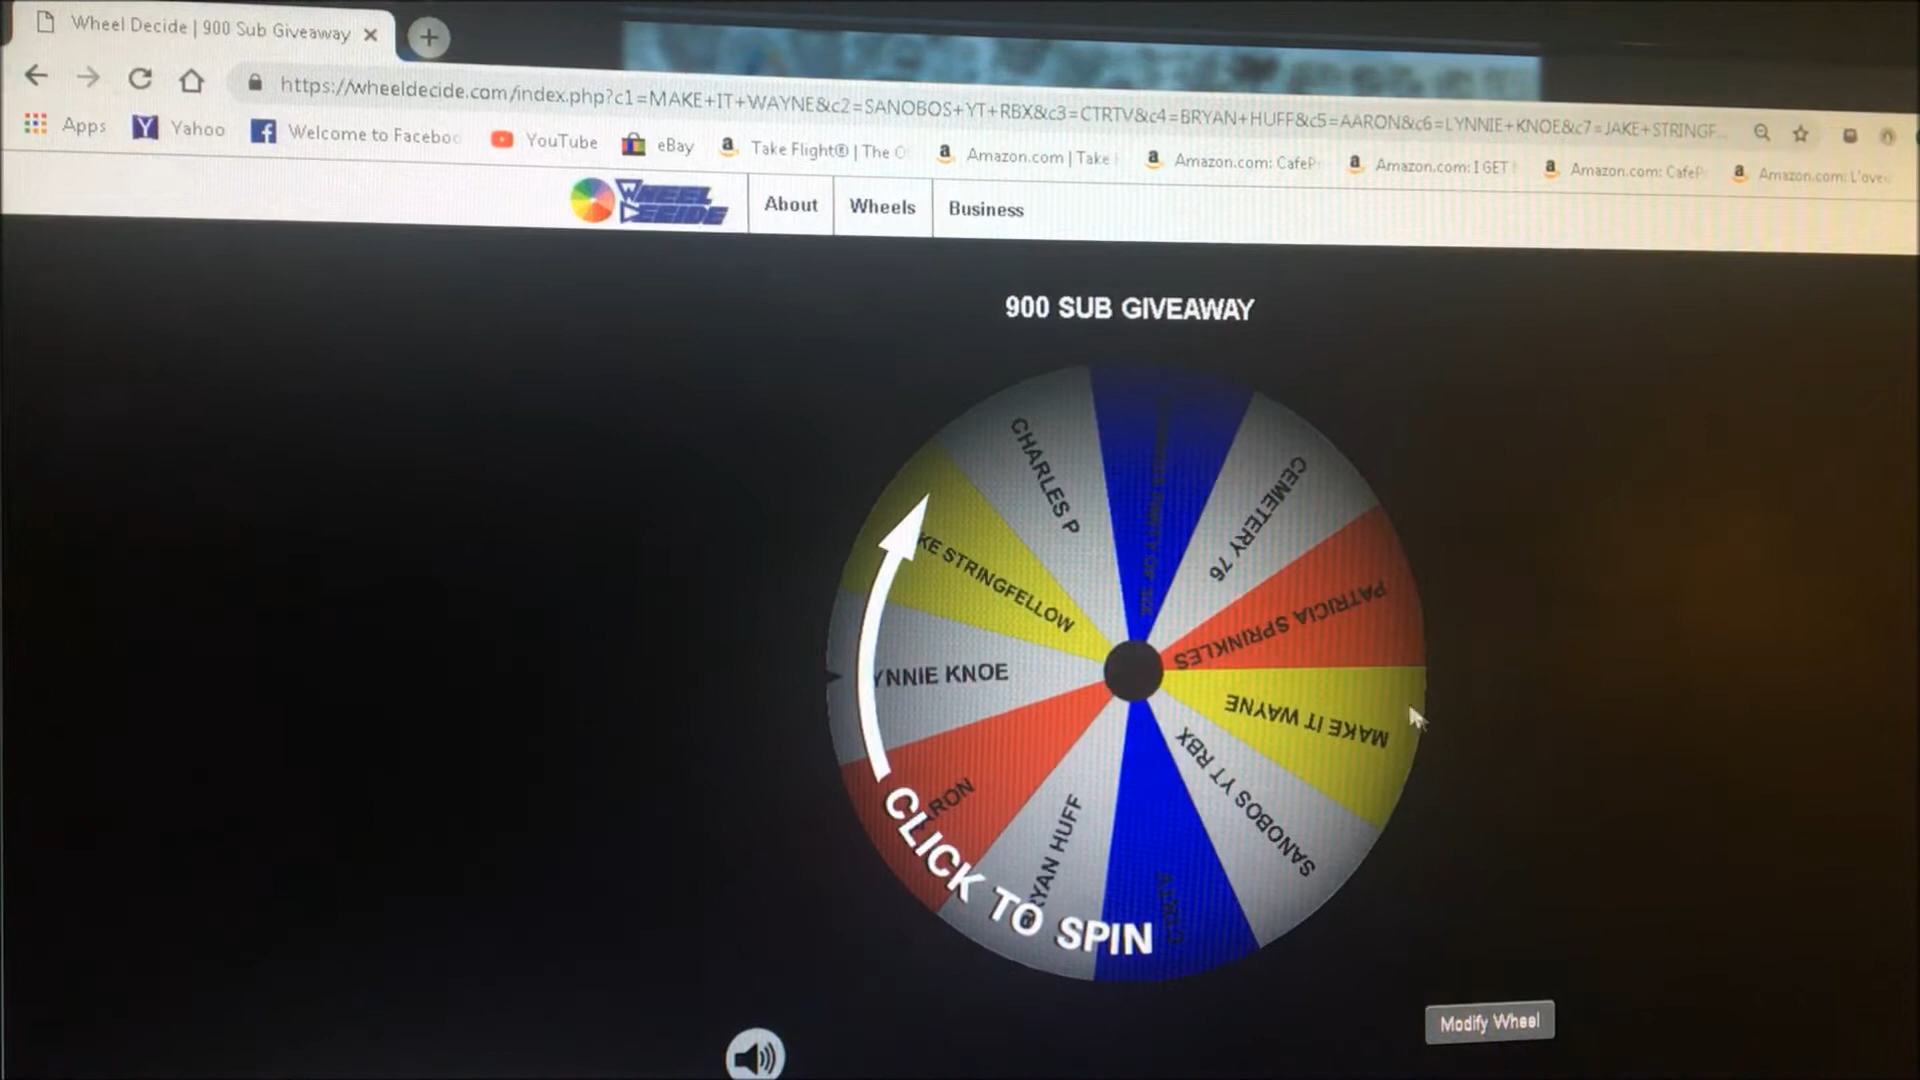 Wheel Decide | 900 Sub Giveaway
https://wheeldecide.com/index.php?c1=MAKE+IT+WAYNE&c2=SANOBOS+YT+RBX&c3=CTRTV&c4=BRYAN+HUFF&c5=AARON&c6=LYNNIE+KNOE&c7=JAKE+STRINGF...
Apps Yahoo Welcome to Faceboo YouTube eBay Take Flight® | The O Amazon.com | Take Amazon.com: CafeP Amazon.com: I GET Amazon.com: CafeP Amazon.com: L'ove
WHEEL DECIDE
About Wheels Business
900 SUB GIVEAWAY
CHARLES P
CEMETERY 76
KE STRINGFELLOW
PATRICIA SPRINKLES
YNNIE KNOE
MAKE IT WAYNE
RON
SANOBOS YT RBX
RYAN HUFF
CTRTV
CLICK TO SPIN
Modify Wheel